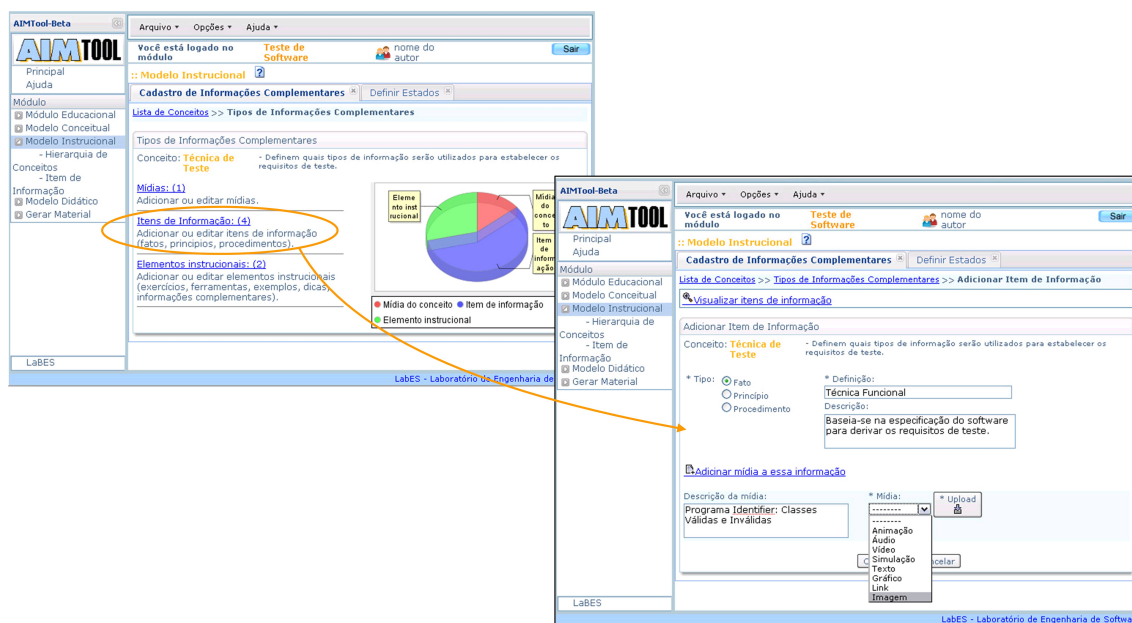 AIMTool-Beta
AIMTOOL
Principal
Ajuda
Módulo
Módulo Educacional
Modelo Conceitual
Modelo Instrucional
- Hierarquia de
Conceitos
- Item de
Informação
Modelo Didático
Gerar Material
LaBES
Arquivo Opções Ajuda
Você está logado no Teste de nome do Sair
módulo Software autor
:: Modelo Instrucional ?
Cadastro de Informações Complementares Definir Estados
Lista de Conceitos >> Tipos de Informações Complementares
Tipos de Informações Complementares
Conceito: Técnica de - Definem quais tipos de informação serão utilizados para estabelecer os
Teste requisitos de teste.
Mídias: (1)
Adicionar ou editar mídias.
Itens de Informação: (4)
Adicionar ou editar itens de informação
(fatos, principios, procedimentos).
Elementos instrucionais: (2)
Adicionar ou editar elementos instrucionais
(exercícios, ferramentas, exemplos, dicas,
informações complementares).
Eleme
nto inst
rucional
Mídia
do
conce
to
Item
de
inform
ação
Mídia do conceito Item de informação
Elemento instrucional
LabES - Laboratório de Engenharia de
AIMTool-Beta
AIMTOOL
Principal
Ajuda
Módulo
Módulo Educacional
Modelo Conceitual
Modelo Instrucional
- Hierarquia de
Conceitos
- Item de
Informação
Modelo Didático
Gerar Material
LaBES
Arquivo Opções Ajuda
Você está logado no Teste de nome do Sair
módulo Software autor
:: Modelo Instrucional ?
Cadastro de Informações Complementares Definir Estados
Lista de Conceitos >> Tipos de Informações Complementares >> Adicionar Item de Informação
Visualizar itens de informação
Adicionar Item de Informação
Conceito: Técnica de - Definem quais tipos de informação serão utilizados para estabelecer os
Teste requisitos de teste.
* Tipo: Fato
Princípio
Procedimento
* Definição:
Técnica Funcional
Descrição:
Baseia-se na especificação do software
para derivar os requisitos de teste.
Adicinar mídia a essa informação
Descrição da mídia:
Programa Identifier: Classes
Válidas e Inválidas
* Mídia:
--------
* Upload
--------
Animação
Áudio
Vídeo
Simulação
Texto
Gráfico
Link
Imagem
celar
LabES - Laboratório de Engenharia de Softwa